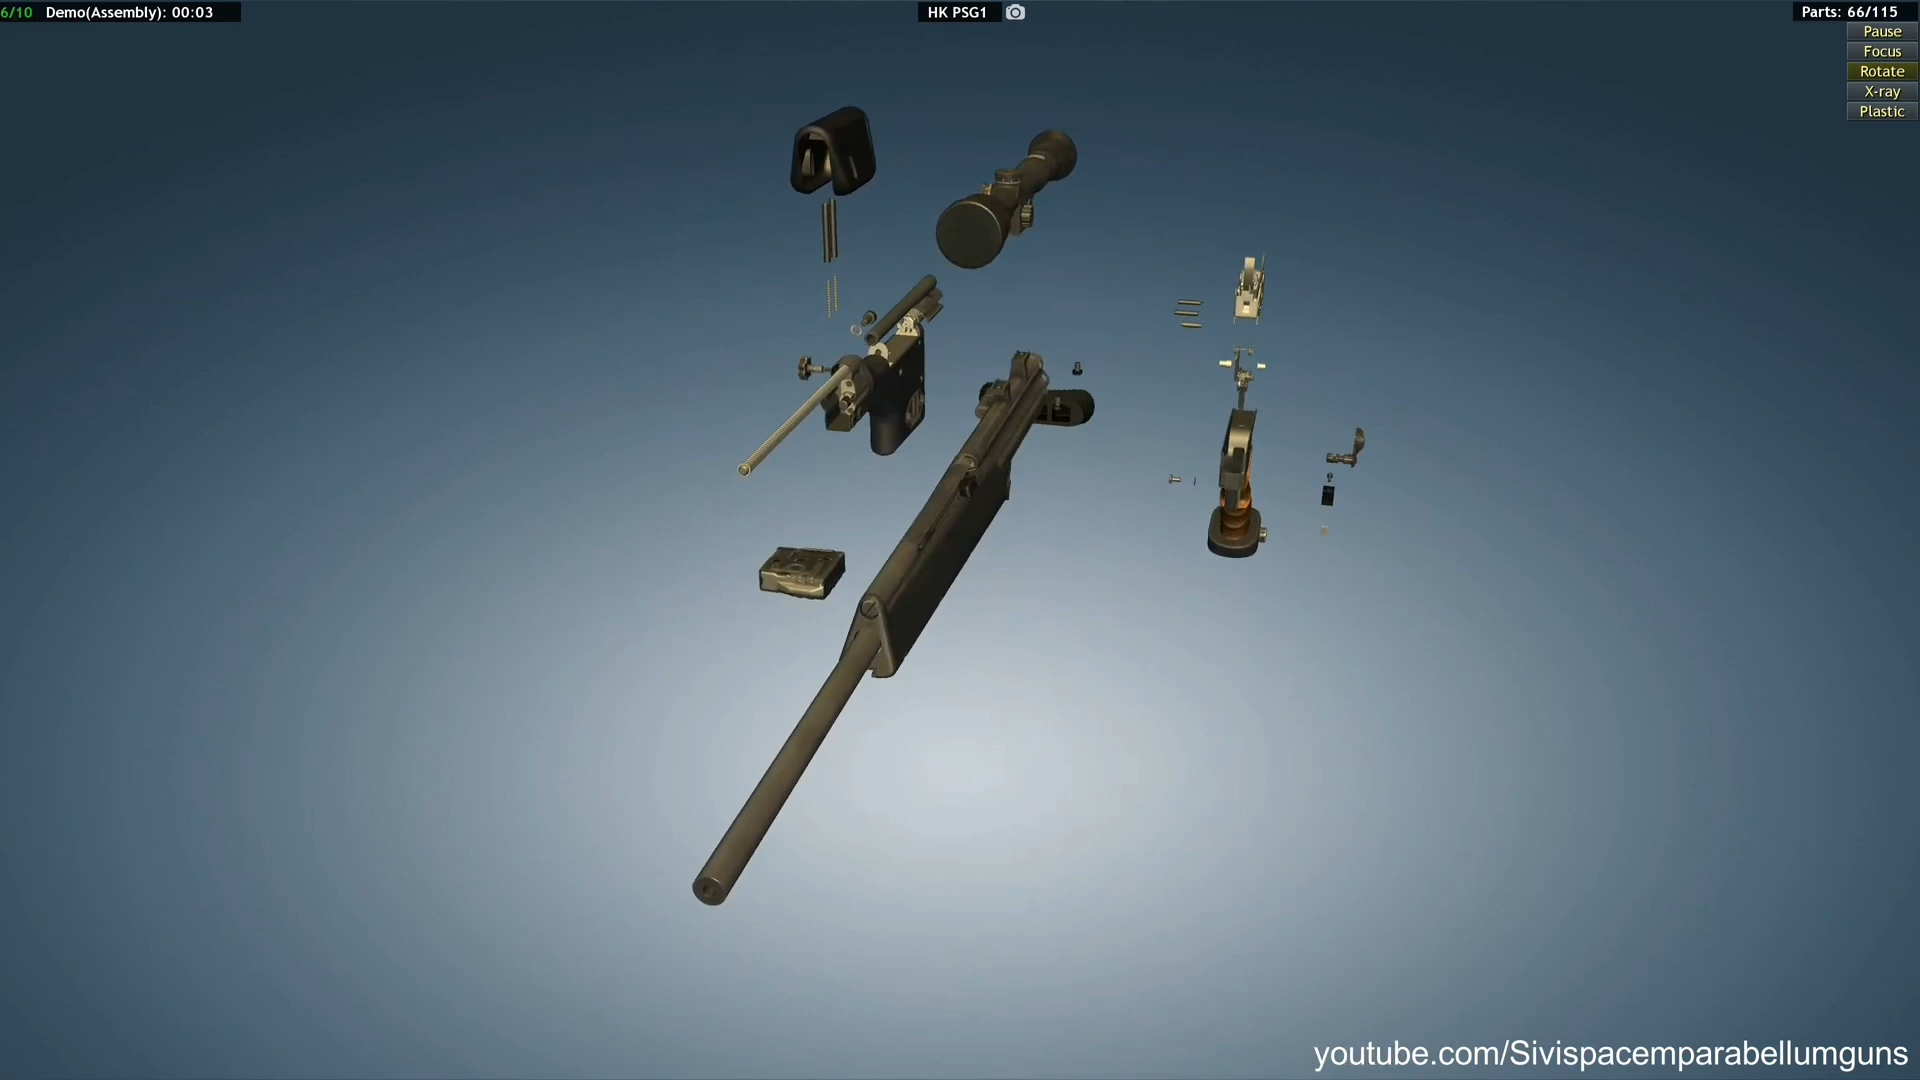 6/10 Demo(Assembly): 00:03
HK PSG1
Parts: 66/115
Pause
Focus
Rotate
X-ray
Plastic
youtube.com/Sivispacemparabellumguns